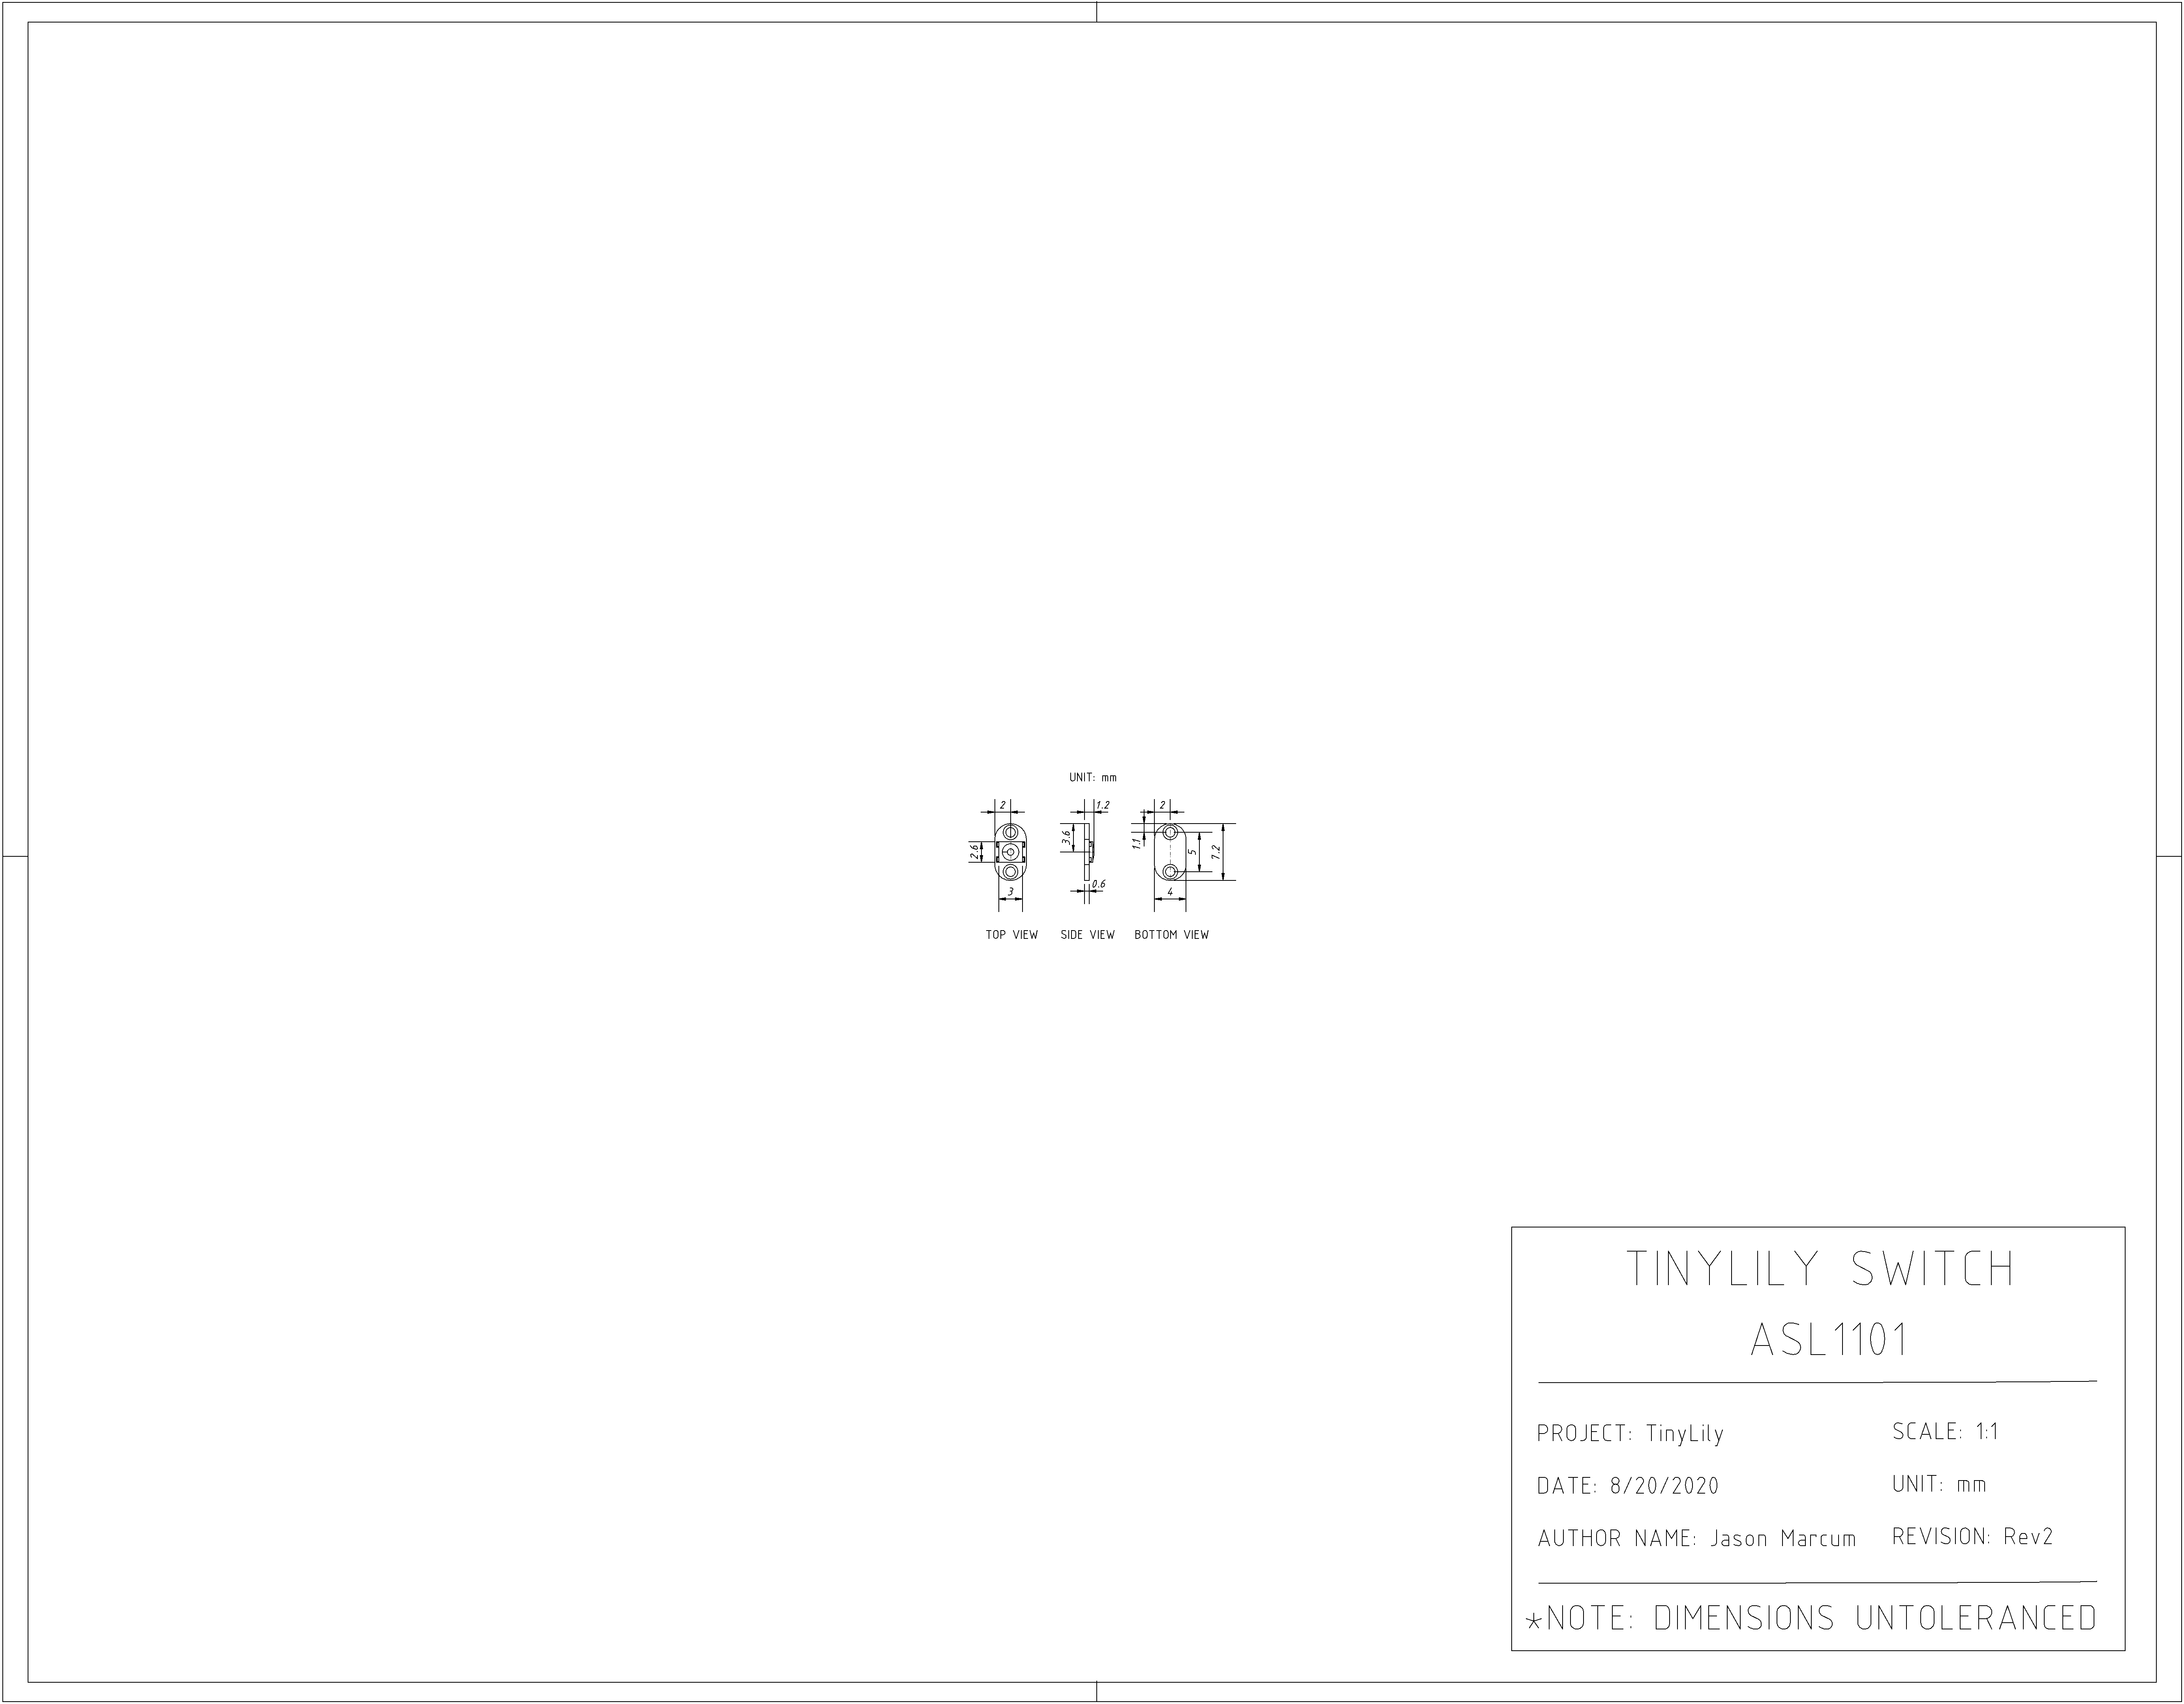 UNIT: mm
2
1.2
2
2.6
3.6
1.1
5
7.2
3
0.6
4
TOP VIEW
SIDE VIEW
BOTTOM VIEW
TINYLILY SWITCH
ASL1101
PROJECT: TinyLily
SCALE: 1:1
DATE: 8/20/2020
UNIT: mm
AUTHOR NAME: Jason Marcum
REVISION: Rev2
*NOTE: DIMENSIONS UNTOLERANCED